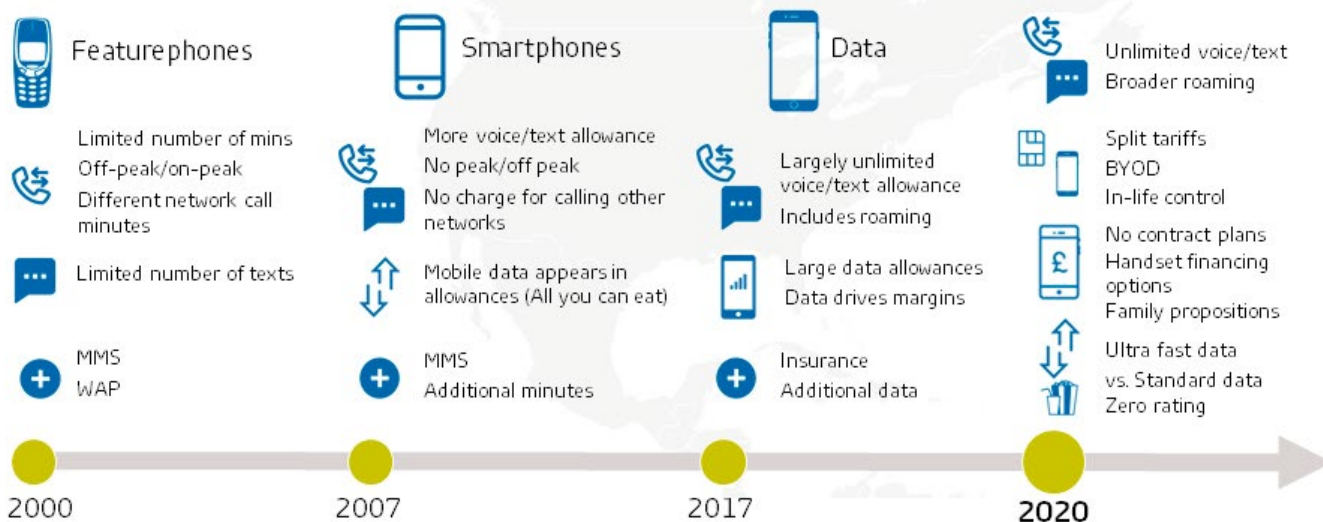 Featurephones
Limited number of mins
Off-peak/on-peak
Different network call
minutes
Limited number of texts
MMS
WAP
2000
Smartphones
More voice/text allowance
No peak/off peak
No charge for calling other
networks
Mobile data appears in
allowances (All you can eat)
MMS
Additional minutes
2007
Data
Largely unlimited
voice/text allowance
Includes roaming
Large data allowances
Data drives margins
Insurance
Additional data
2017
Unlimited voice/text
Broader roaming
Split tariffs
BYOD
In-life control
£
No contract plans
Handset financing
options
Family propositions
Ultra fast data
vs. Standard data
Zero rating
2020